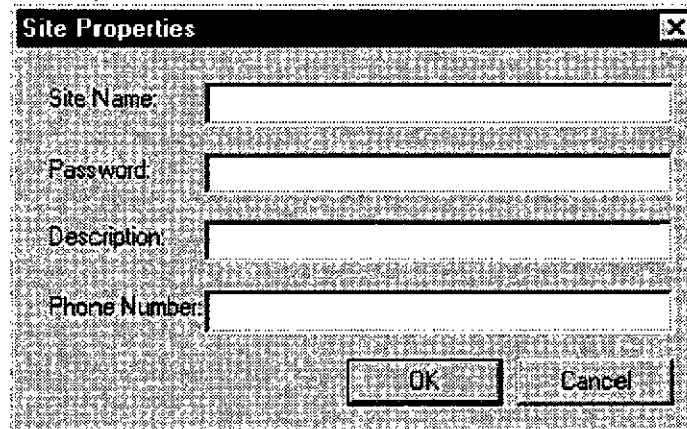 Site Properties
Site Name:
Password:
Description:
Phone Number:
OK Cancel